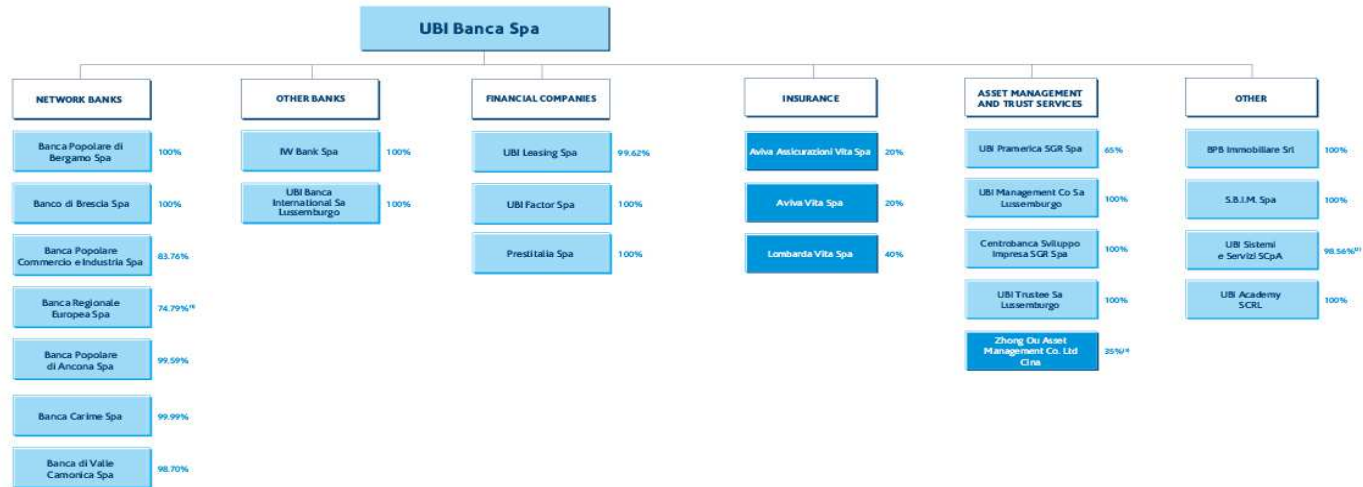 UBI Banca Spa
NETWORK BANKS
Banca Popolare di
Bergamo Spa
100%
Banco di Brescia Spa
100%
Banca Popolare
Commercio e Industria Spa
83.76%
Banca Regionale
Europea Spa
74.79%
Banca Popolare
di Ancona Spa
99.59%
Banca Carime Spa
99.99%
Banca di Valle
Camonica Spa
98.70%
OTHER BANKS
IW Bank Spa
100%
UBI Banca
International Sa
Lussemburgo
100%
FINANCIAL COMPANIES
UBI Leasing Spa
99.62%
UBI Factor Spa
100%
Prestitalia Spa
100%
INSURANCE
Aviva Assicurazioni Vita Spa
20%
Aviva Vita Spa
20%
Lombarda Vita Spa
40%
ASSET MANAGEMENT
AND TRUST SERVICES
UBI Pramerica SGR Spa
65%
UBI Management Co Sa
Lussemburgo
100%
Centrobanca Sviluppo
Impresa SGR Spa
100%
UBI Trustee Sa
Lussemburgo
100%
Zhong Ou Asset
Management Co. Ltd
Cina
35%
OTHER
BPB Immobiliare Srl
100%
S.B.I.M. Spa
100%
UBI Sistemi
e Servizi SCpA
98.56%
UBI Academy
SCRL
100%